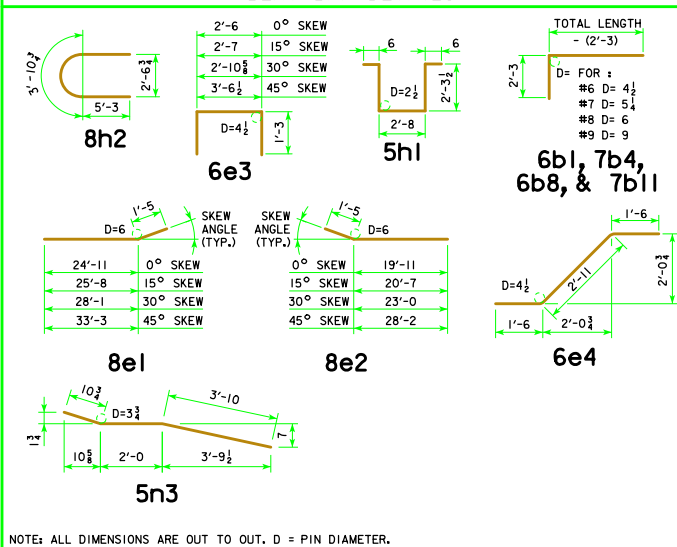 3'-10¾
2'-6¾
5'-3
8h2
2'-6 0° SKEW
2'-7 15° SKEW
2'-10⅝ 30° SKEW
3'-6½ 45° SKEW
D=4½
1'-3
6e3
6 6
D=2½
2'-3½
2'-8
5h1
TOTAL LENGTH
- (2'-3)
2'-3
D= FOR :
#6 D= 4½
#7 D= 5¼
#8 D= 6
#9 D= 9
6b1, 7b4,
6b8, & 7b11
1'-5
D=6
SKEW
ANGLE
(TYP.)
24'-11 0° SKEW
25'-8 15° SKEW
28'-1 30° SKEW
33'-3 45° SKEW
8e1
SKEW
ANGLE
(TYP.)
1'-5
D=6
0° SKEW 19'-11
15° SKEW 20'-7
30° SKEW 23'-0
45° SKEW 28'-2
8e2
1'-6
D=4½
2'-11
2'-0¾
1'-6 2'-0¾
6e4
10¾
D=3¾
3'-10
1¾
7
10⅝ 2'-0 3'-9½
5n3
NOTE: ALL DIMENSIONS ARE OUT TO OUT. D = PIN DIAMETER.